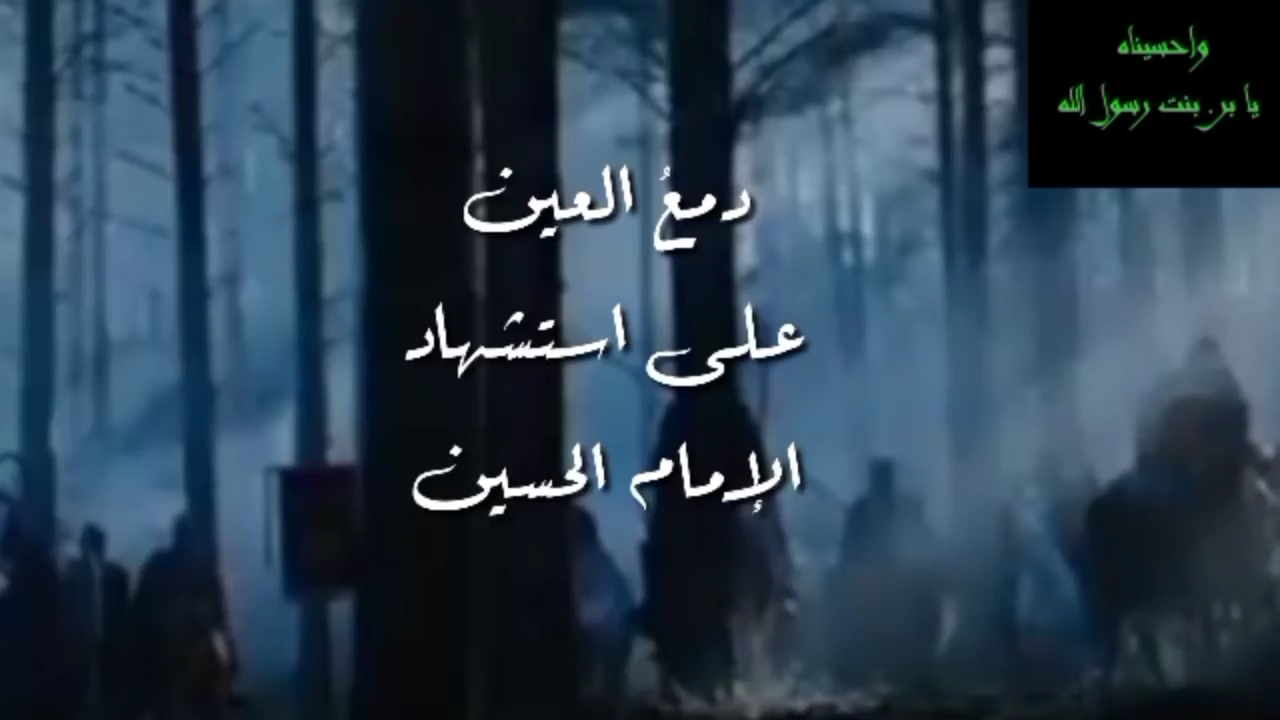 واحسيناه
يا بن بنت رسول الله
دمعُ العين
على استشهاد
الإمام الحسين